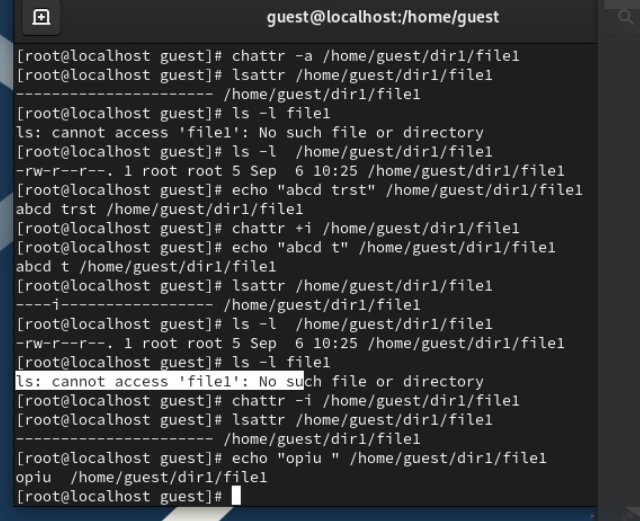 guest@localhost:/home/guest
[root@localhost guest]# chattr -a /home/guest/dir1/file1
[root@localhost guest]# lsattr /home/guest/dir1/file1
---------------------- /home/guest/dir1/file1
[root@localhost guest]# ls -l file1
ls: cannot access 'file1': No such file or directory
[root@localhost guest]# ls -l  /home/guest/dir1/file1
-rw-r--r--. 1 root root 5 Sep  6 10:25 /home/guest/dir1/file1
[root@localhost guest]# echo "abcd trst" /home/guest/dir1/file1
abcd trst /home/guest/dir1/file1
[root@localhost guest]# chattr +i /home/guest/dir1/file1
[root@localhost guest]# echo "abcd t" /home/guest/dir1/file1
abcd t /home/guest/dir1/file1
[root@localhost guest]# lsattr /home/guest/dir1/file1
----i----------------- /home/guest/dir1/file1
[root@localhost guest]# ls -l  /home/guest/dir1/file1
-rw-r--r--. 1 root root 5 Sep  6 10:25 /home/guest/dir1/file1
[root@localhost guest]# ls -l file1
ls: cannot access 'file1': No such file or directory
[root@localhost guest]# chattr -i /home/guest/dir1/file1
[root@localhost guest]# lsattr /home/guest/dir1/file1
---------------------- /home/guest/dir1/file1
[root@localhost guest]# echo "opiu " /home/guest/dir1/file1
opiu  /home/guest/dir1/file1
[root@localhost guest]#